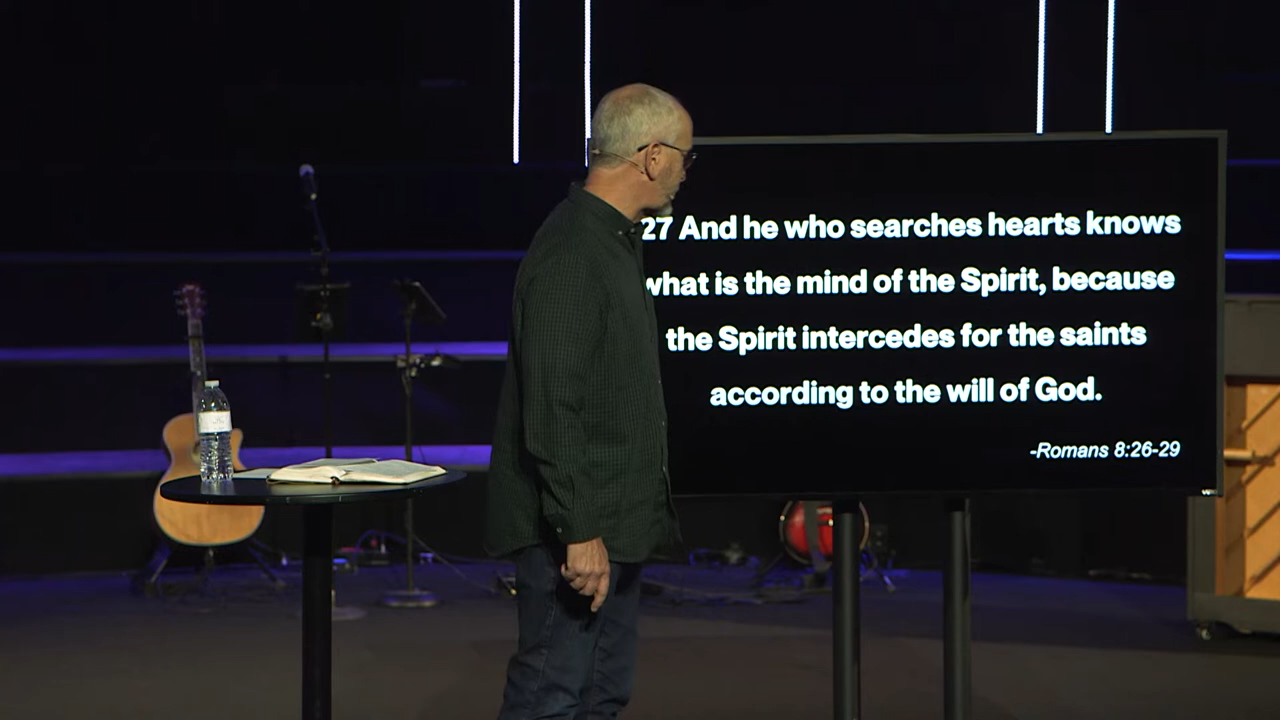 27 And he who searches hearts knows
what is the mind of the Spirit, because
the Spirit intercedes for the saints
according to the will of God.
-Romans 8:26-29